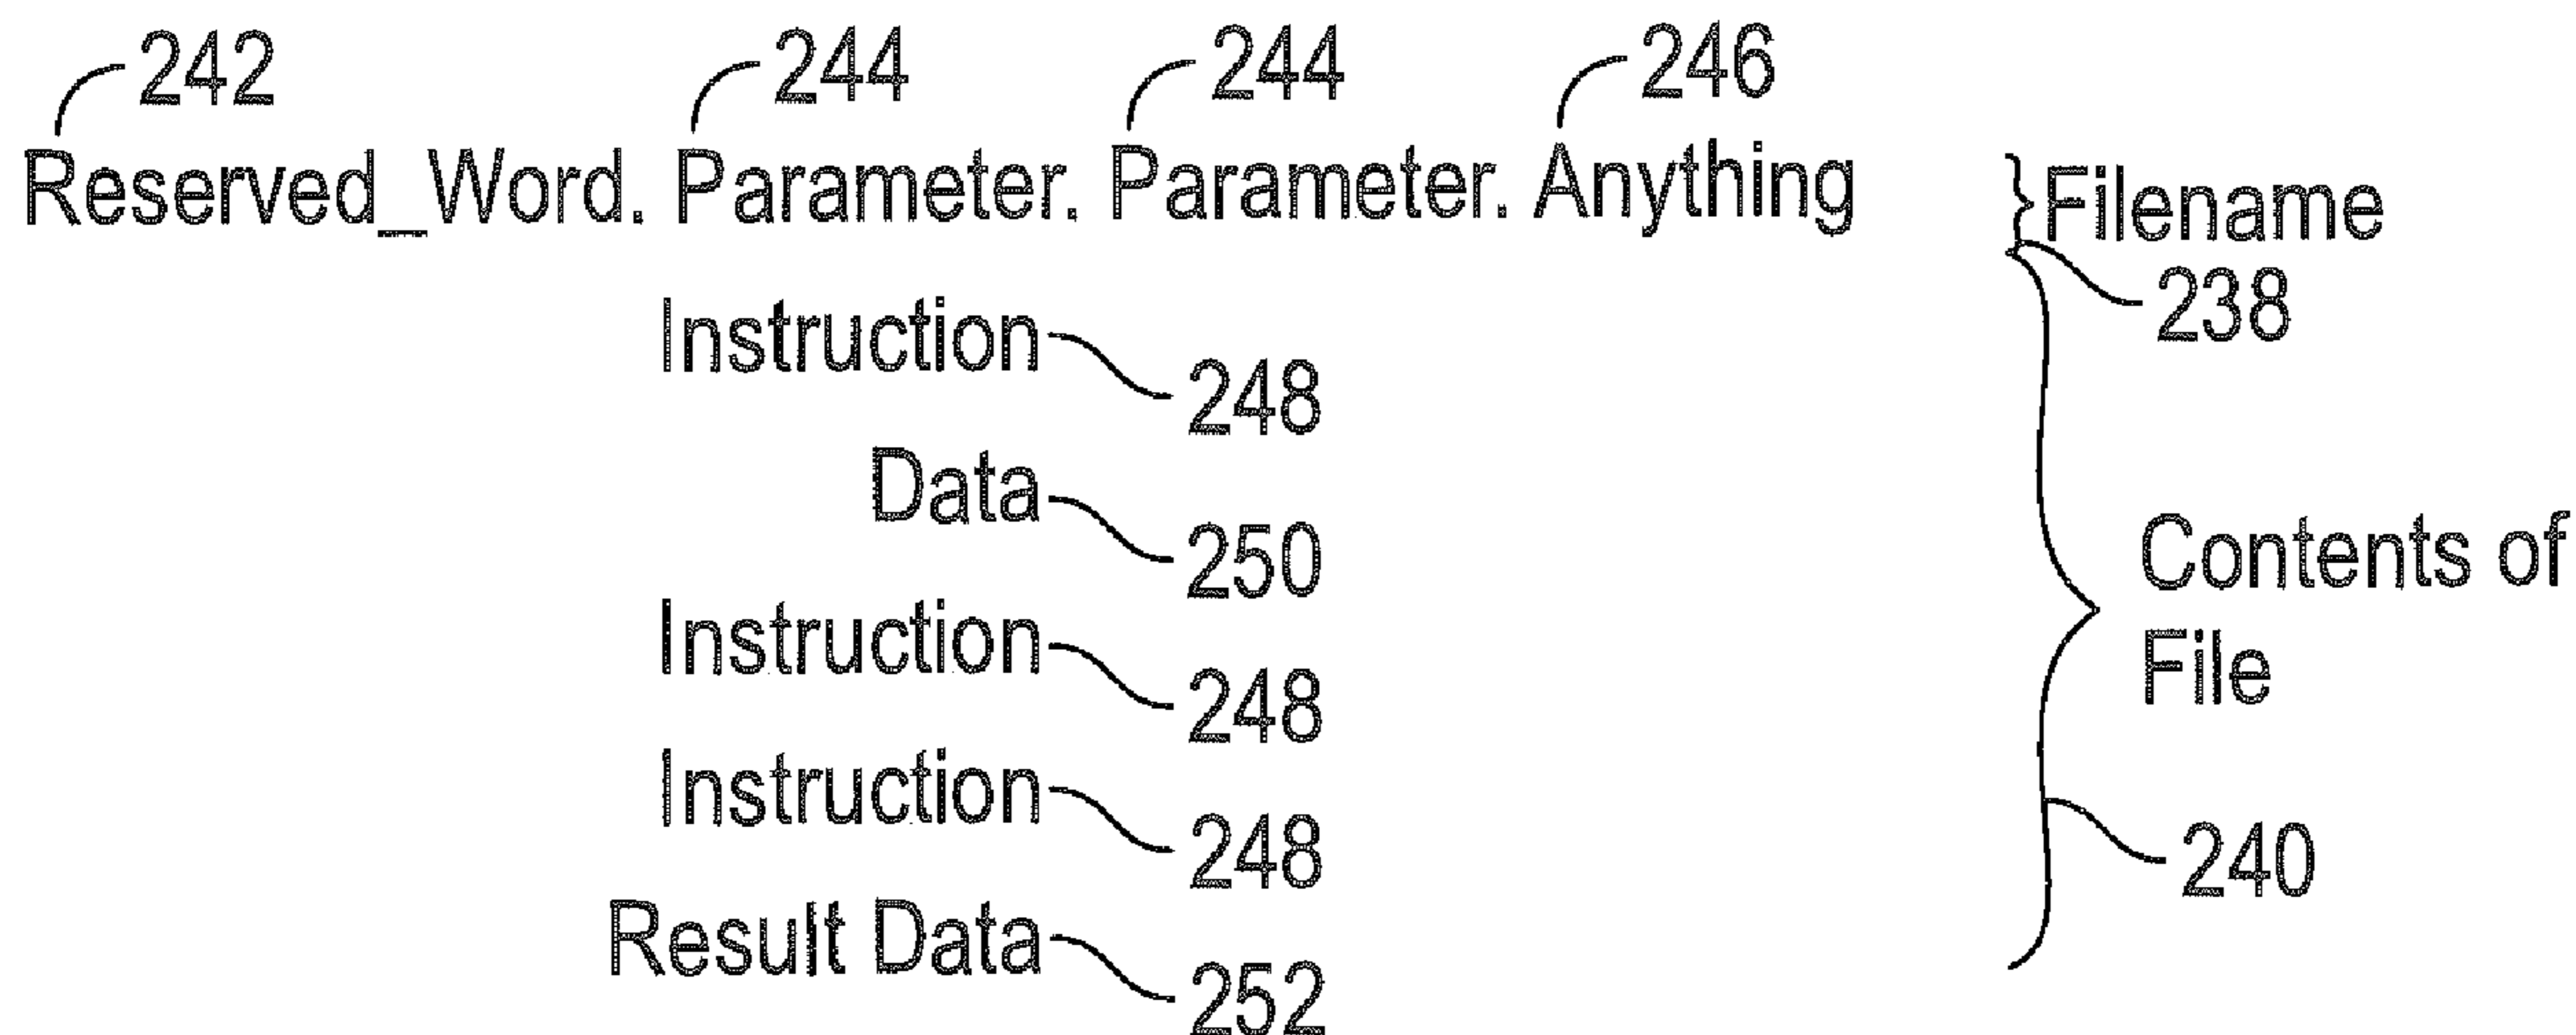 242 244 244 246
Reserved_Word. Parameter. Parameter. Anything Filename
238
Instruction 248
Data 250
Contents of
File
Instruction 248
Instruction 248
240
Result Data 252